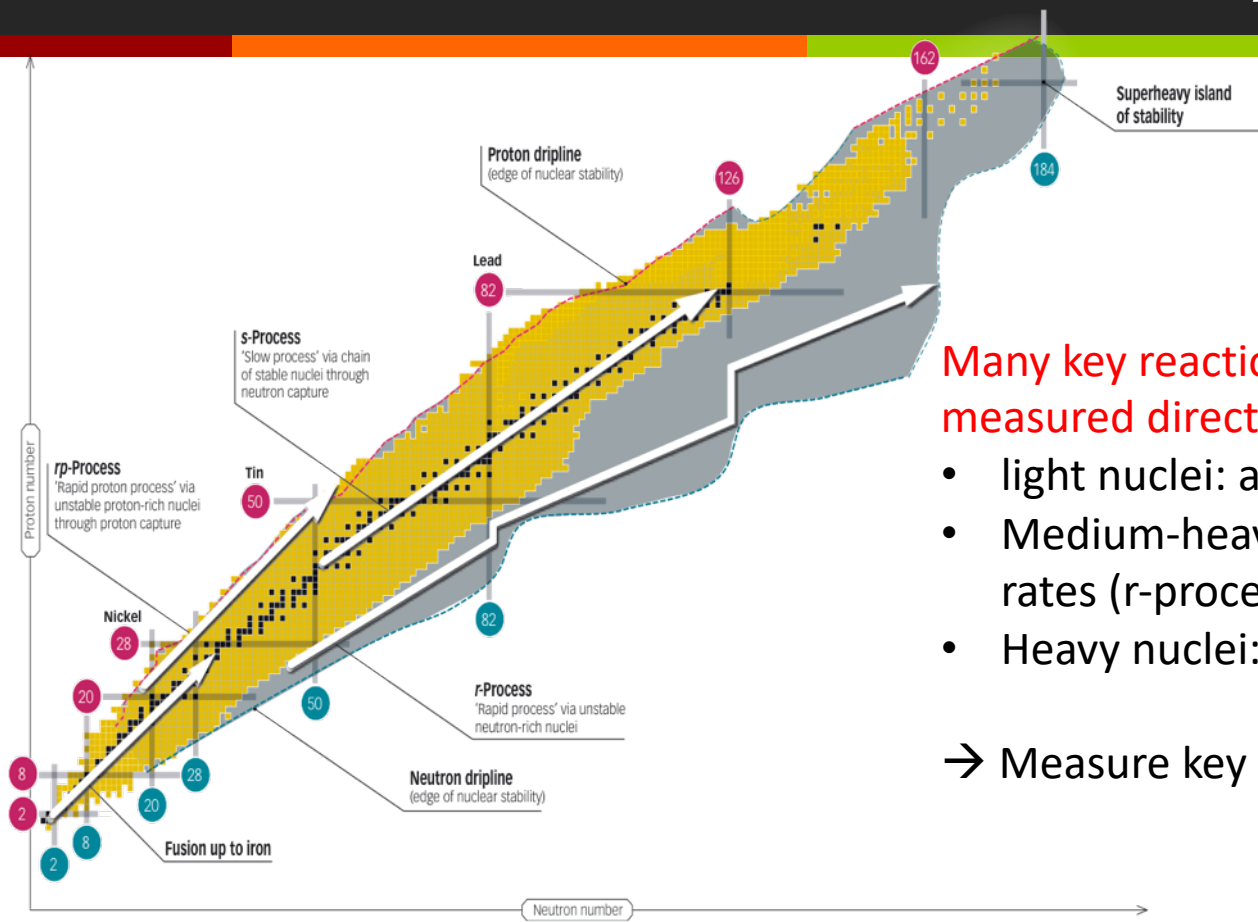 162
Superheavy island
of stability
184
Proton dripline
(edge of nuclear stability)
126
Lead
82
s-Process
'Slow process' via chain
of stable nuclei through
neutron capture
Proton number
rp-Process
'Rapid proton process' via
unstable proton-rich nuclei
through proton capture
Tin
50
Nickel
28
82
20
50
r-Process
'Rapid process' via unstable
neutron-rich nuclei
8
28
Neutron dripline
(edge of nuclear stability)
2
20
8
Fusion up to iron
2
Neutron number
Many key reactio
measured direct
• light nuclei: a
• Medium-heav
rates (r-proce
• Heavy nuclei:
→ Measure key